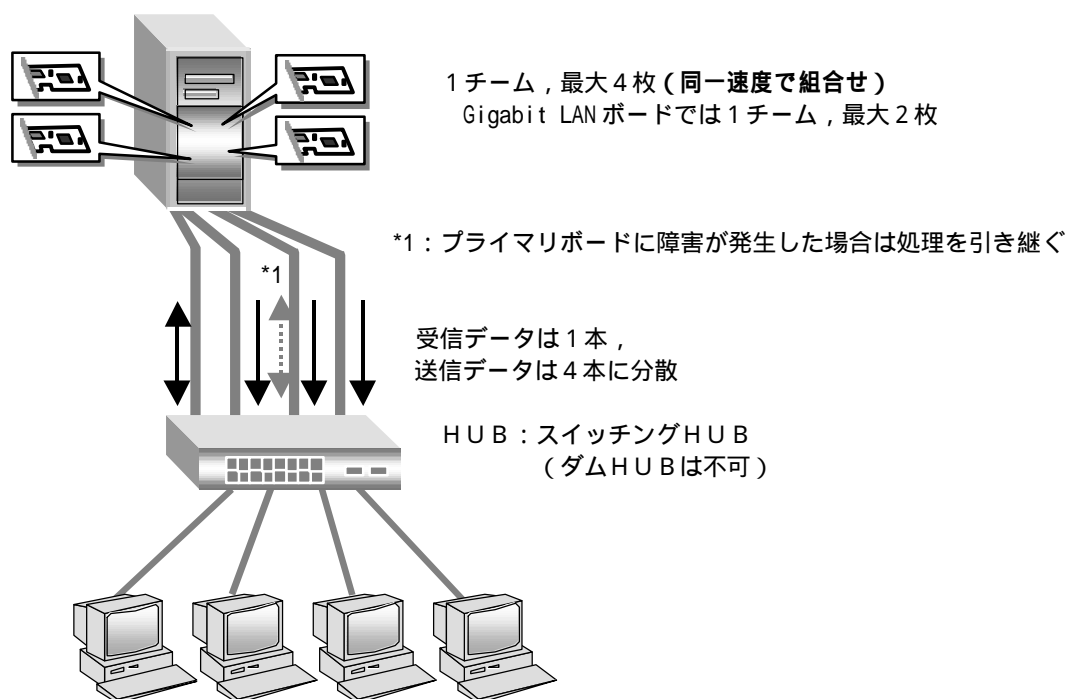 1チーム,最大4枚(同一速度で組合せ)
Gigabit LANボードでは1チーム,最大2枚
*1:プライマリボードに障害が発生した場合は処理を引き継ぐ
*1
受信データは1本,
送信データは4本に分散
HUB:スイッチングHUB
(ダムHUBは不可)